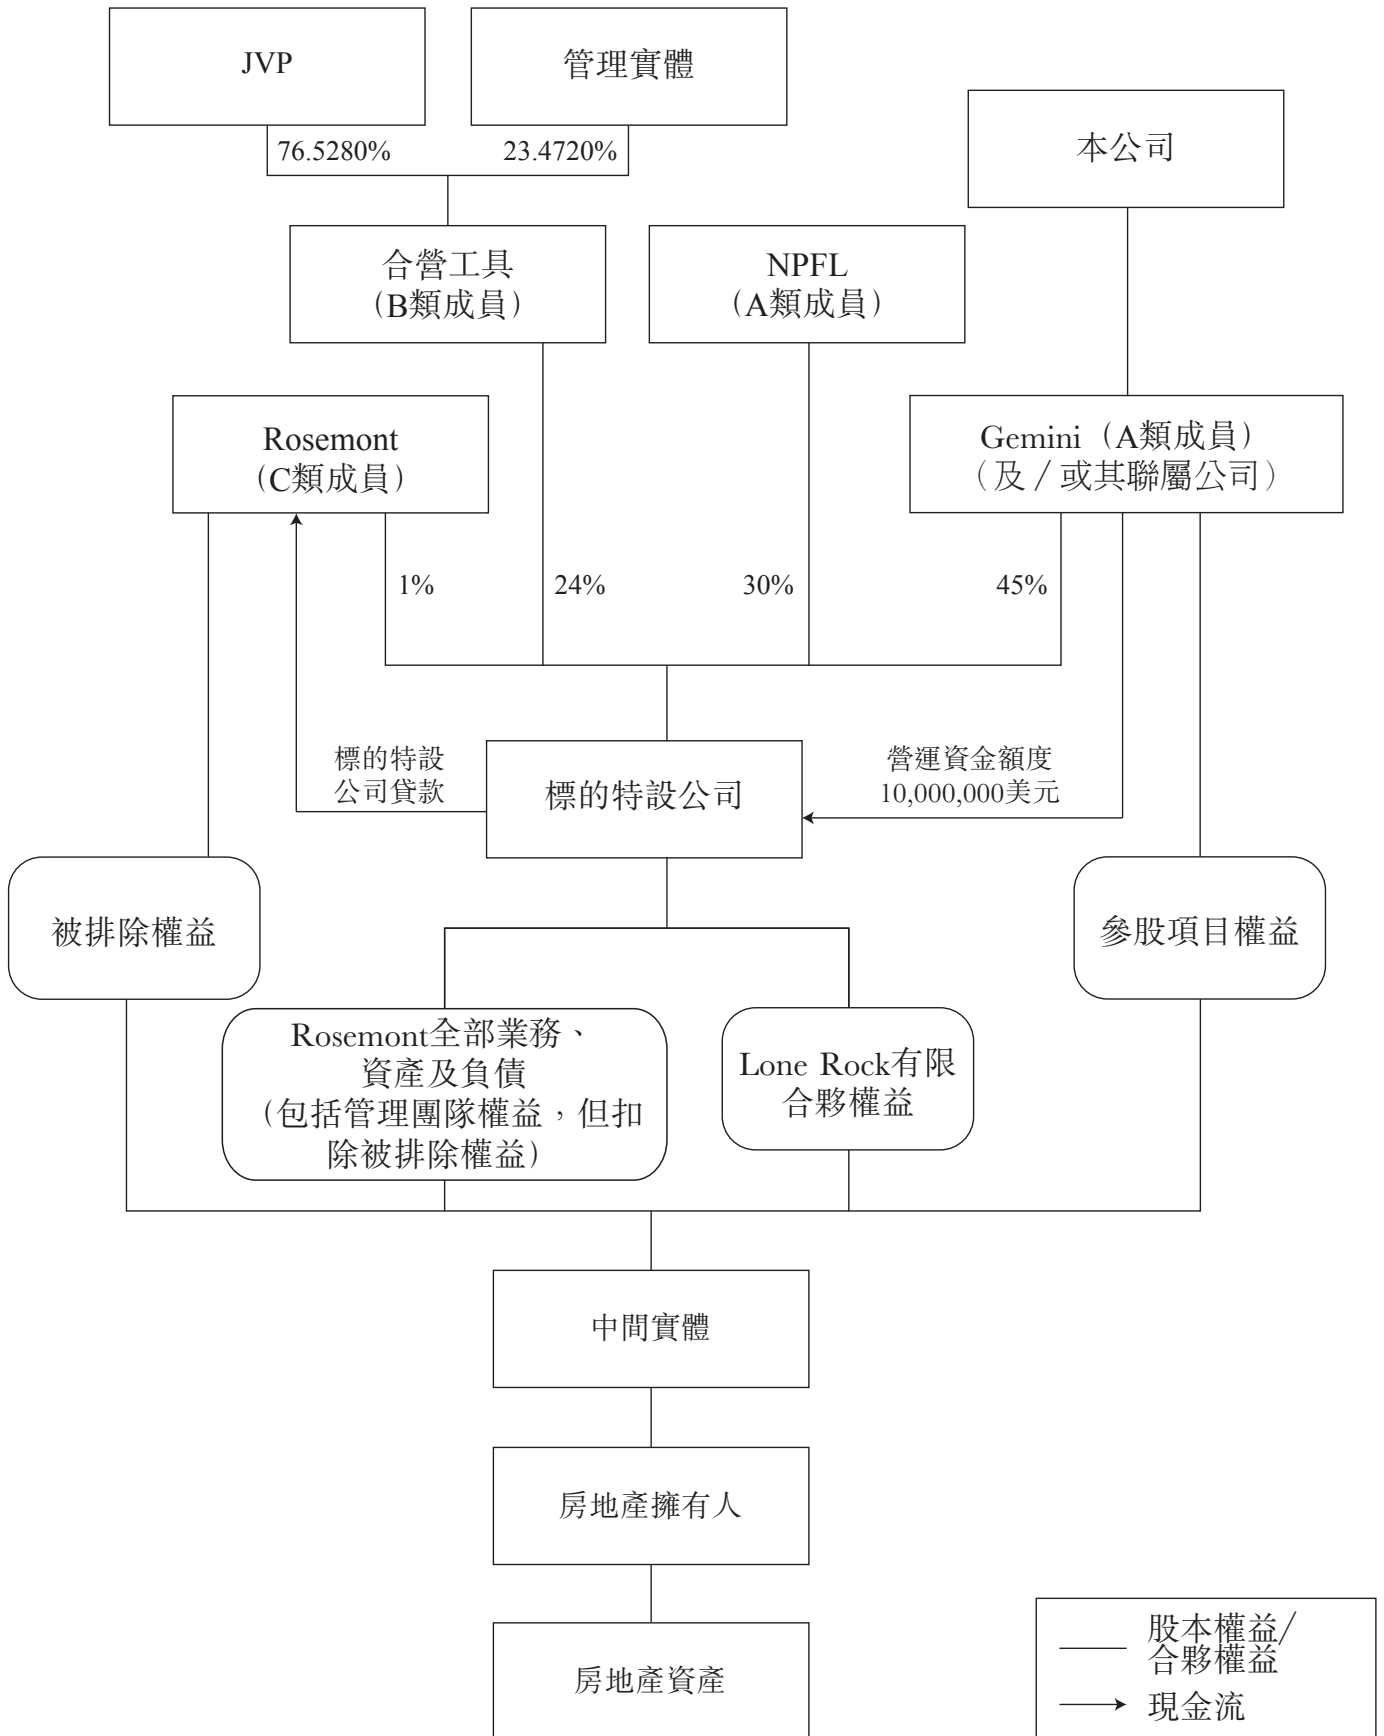 JVP
管理實體
本公司
76.5280%
23.4720%
合營工具
（B類成員）
NPFL
（A類成員）
Rosemont
（C類成員）
Gemini（A類成員）
（及／或其聯屬公司）
1%
24%
30%
45%
標的特設
公司貸款
標的特設公司
營運資金額度
10,000,000美元
被排除權益
參股項目權益
Rosemont全部業務、
資產及負債
（包括管理團隊權益，但扣
除被排除權益）
Lone Rock有限
合夥權益
中間實體
房地產擁有人
房地產資產
股本權益/
合夥權益
現金流